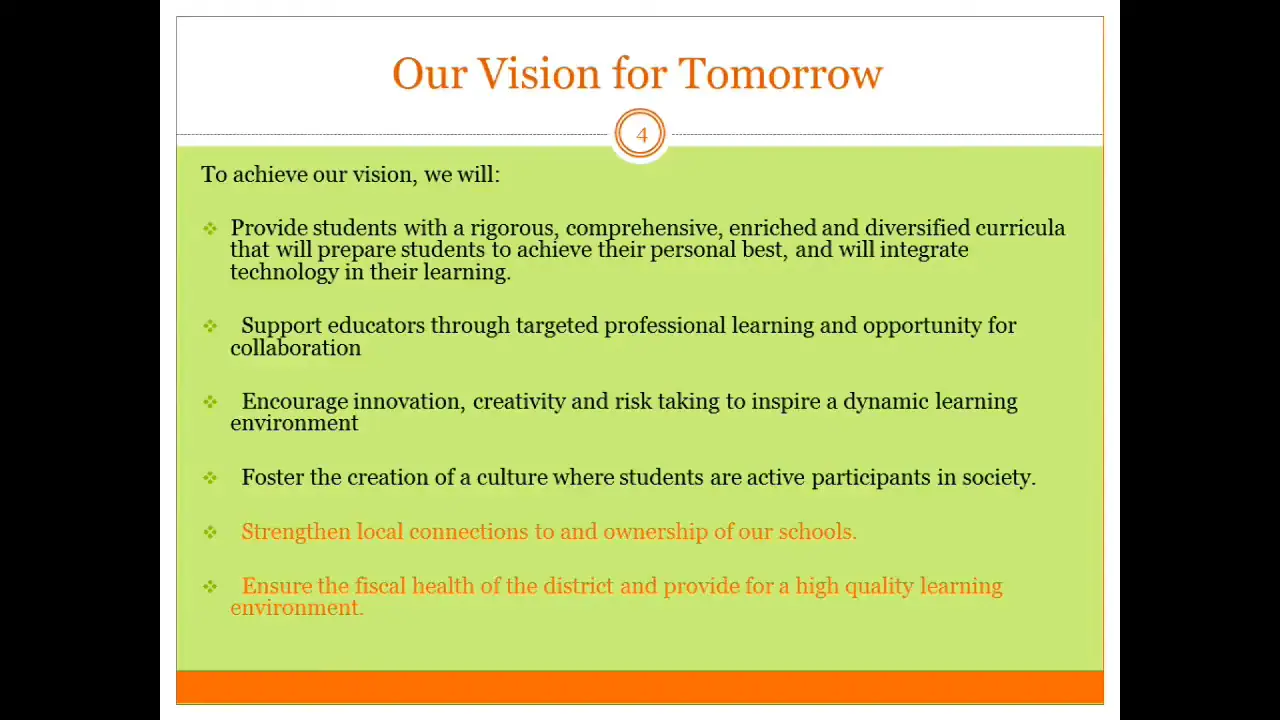 Our Vision for Tomorrow
4
To achieve our vision, we will:
Provide students with a rigorous, comprehensive, enriched and diversified curricula
that will prepare students to achieve their personal best, and will integrate
technology in their learning.
Support educators through targeted professional learning and opportunity for
collaboration
Encourage innovation, creativity and risk taking to inspire a dynamic learning
environment
Foster the creation of a culture where students are active participants in society.
Strengthen local connections to and ownership of our schools.
Ensure the fiscal health of the district and provide for a high quality learning
environment.